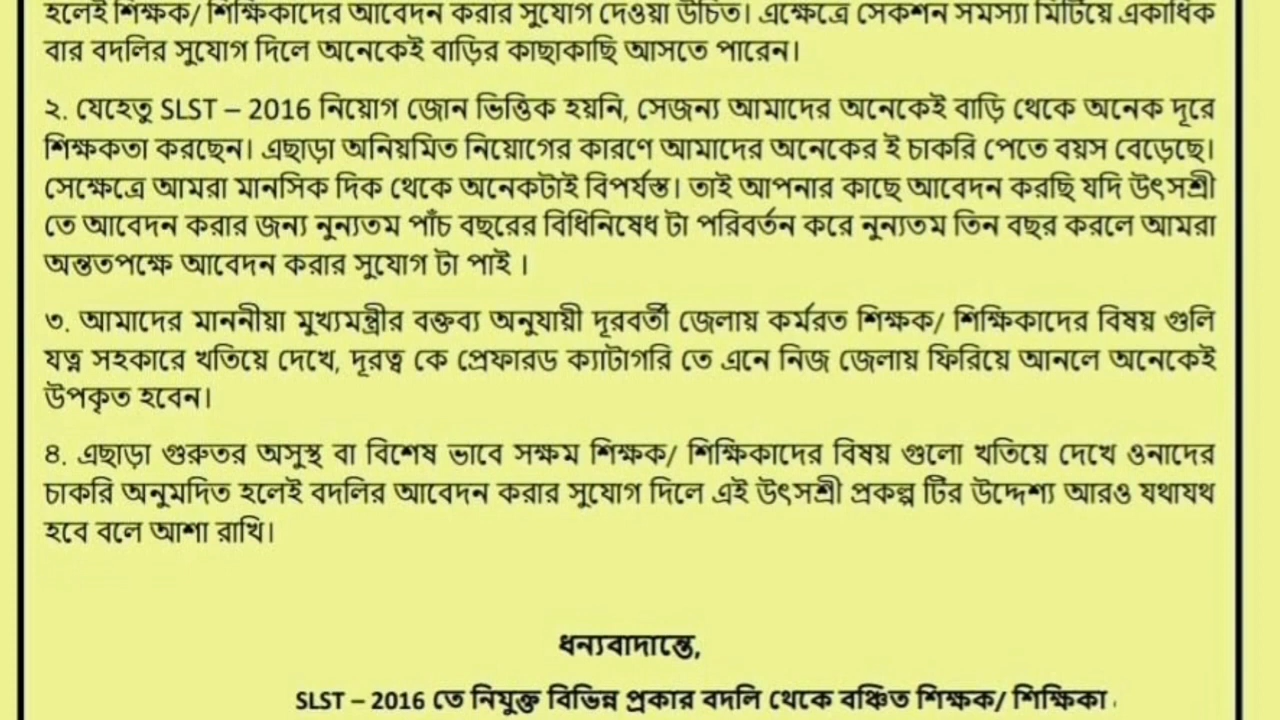 হলেই শিক্ষক/ শিক্ষিকাদের আবেদন করার সুযোগ দেওয়া উচিত। এক্ষেত্রে সেকশন সমস্যা মিটিয়ে একাধিক
বার বদলির সুযোগ দিলে অনেকেই বাড়ির কাছাকাছি আসতে পারেন।
২. যেহেতু SLST – 2016 নিয়োগ জোন ভিত্তিক হয়নি, সেজন্য আমাদের অনেকেই বাড়ি থেকে অনেক দূরে
শিক্ষকতা করছেন। এছাড়া অনিয়মিত নিয়োগের কারণে আমাদের অনেকের ই চাকরি পেতে বয়স বেড়েছে।
সেক্ষেত্রে আমরা মানসিক দিক থেকে অনেকটাই বিপর্যস্ত। তাই আপনার কাছে আবেদন করছি যদি উৎসশ্রী
তে আবেদন করার জন্য নুন্যতম পাঁচ বছরের বিধিনিষেধ টা পরিবর্তন করে নুন্যতম তিন বছর করলে আমরা
অন্ততপক্ষে আবেদন করার সুযোগ টা পাই ।
৩. আমাদের মাননীয়া মুখ্যমন্ত্রীর বক্তব্য অনুযায়ী দূরবর্তী জেলায় কর্মরত শিক্ষক/ শিক্ষিকাদের বিষয় গুলি
যত্ন সহকারে খতিয়ে দেখে, দূরত্ব কে প্রেফারড ক্যাটাগরি তে এনে নিজ জেলায় ফিরিয়ে আনলে অনেকেই
উপকৃত হবেন।
৪. এছাড়া গুরুতর অসুস্থ বা বিশেষ ভাবে সক্ষম শিক্ষক/ শিক্ষিকাদের বিষয় গুলো খতিয়ে দেখে ওনাদের
চাকরি অনুমদিত হলেই বদলির আবেদন করার সুযোগ দিলে এই উৎসশ্রী প্রকল্প টির উদ্দেশ্য আরও যথাযথ
হবে বলে আশা রাখি।
ধন্যবাদান্তে,
SLST – 2016 তে নিযুক্ত বিভিন্ন প্রকার বদলি থেকে বঞ্চিত শিক্ষক/ শিক্ষিকা